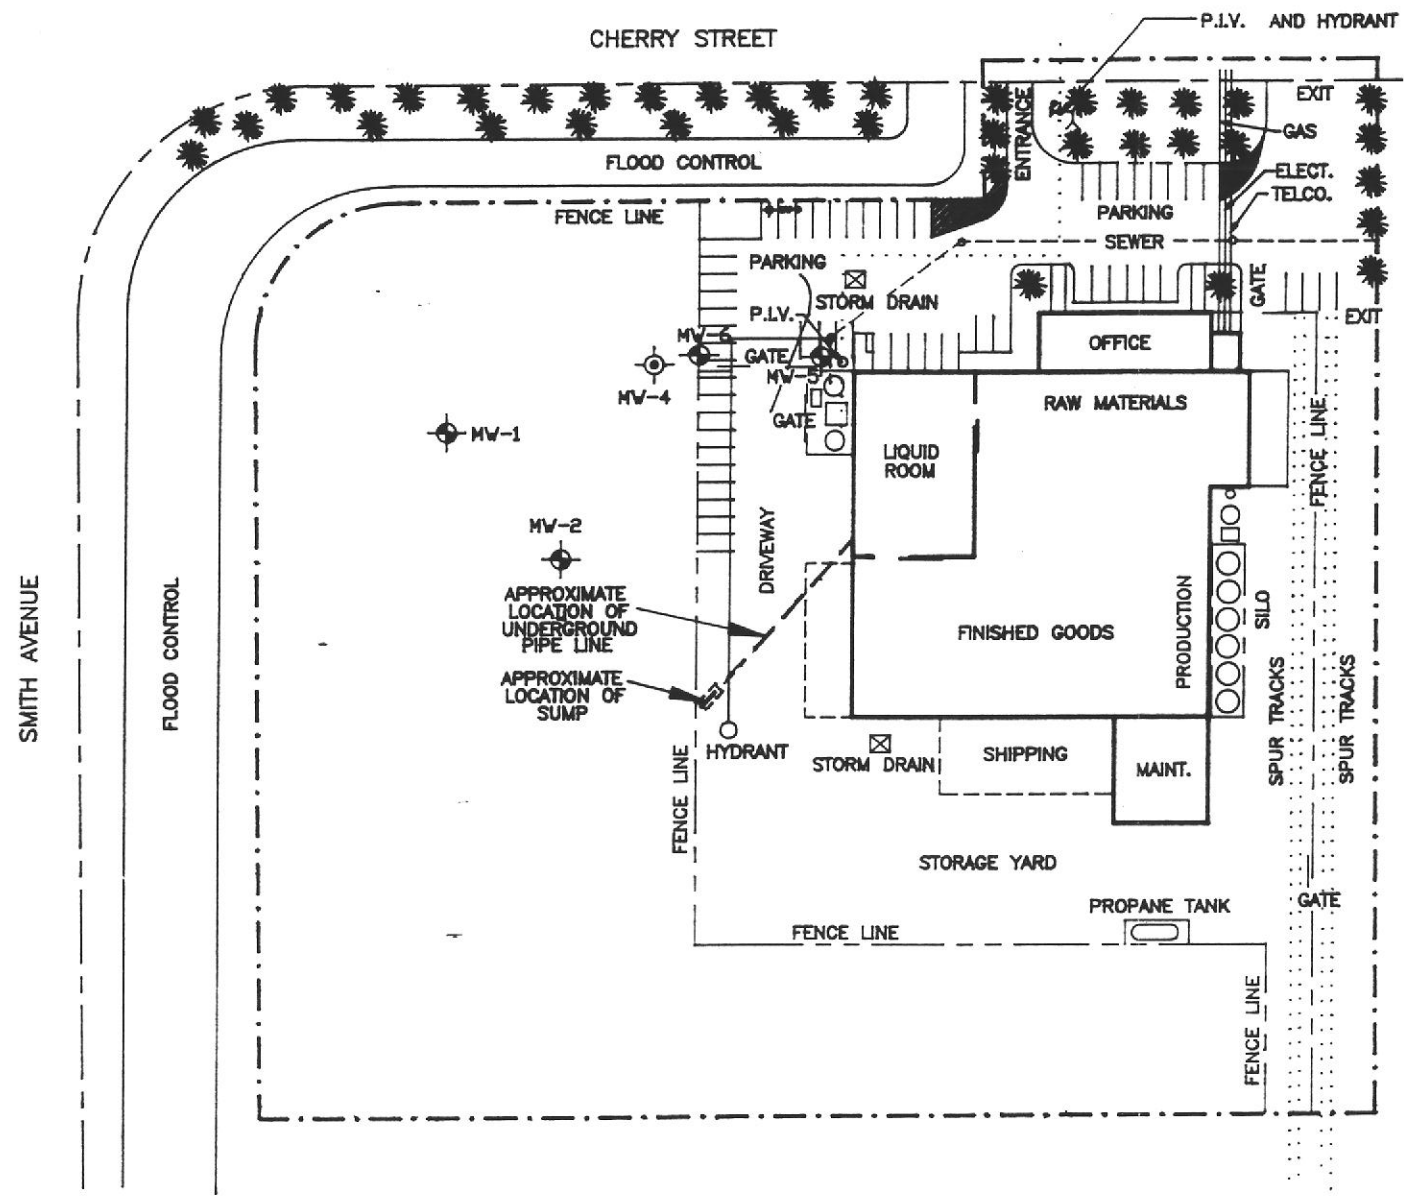 P.I.V. AND HYDRANT
CHERRY STREET
EXIT
ENTRANCE
GAS
FLOOD CONTROL
ELECT.
TELCO.
FENCE LINE
PARKING
SEWER
PARKING
GATE
STORM DRAIN
P.I.V.
EXIT
MW-6
OFFICE
GATE
MW-5
MW-4
RAW MATERIALS
GATE
MW-1
FENCE LINE
LIQUID
ROOM
MW-2
DRIVEWAY
APPROXIMATE
LOCATION OF
UNDERGROUND
PIPE LINE
SMITH AVENUE
FLOOD CONTROL
FINISHED GOODS
PRODUCTION
SILO
APPROXIMATE
LOCATION OF
SUMP
SPUR TRACKS
SPUR TRACKS
HYDRANT
STORM DRAIN
SHIPPING
MAINT.
FENCE LINE
STORAGE YARD
GATE
PROPANE TANK
FENCE LINE
FENCE LINE